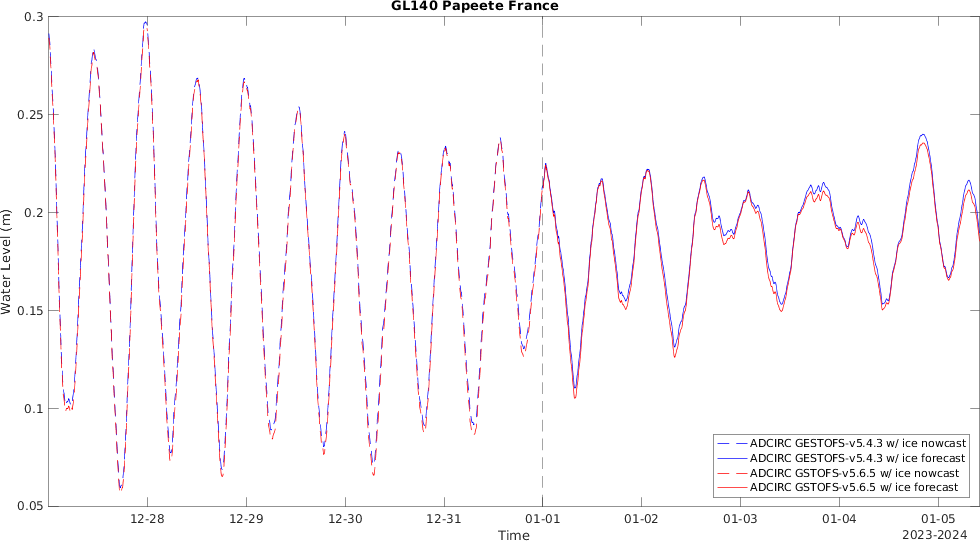 GL140 Papeete France
0.3
0.25
0.2
0.15
0.1
0.05
Water Level (m)
12-28
12-29
12-30
12-31
01-01
01-02
01-03
01-04
01-05
Time
2023-2024
ADCIRC GESTOFS-v5.4.3 w/ ice nowcast
ADCIRC GESTOFS-v5.4.3 w/ ice forecast
ADCIRC GSTOFS-v5.6.5 w/ ice nowcast
ADCIRC GSTOFS-v5.6.5 w/ ice forecast